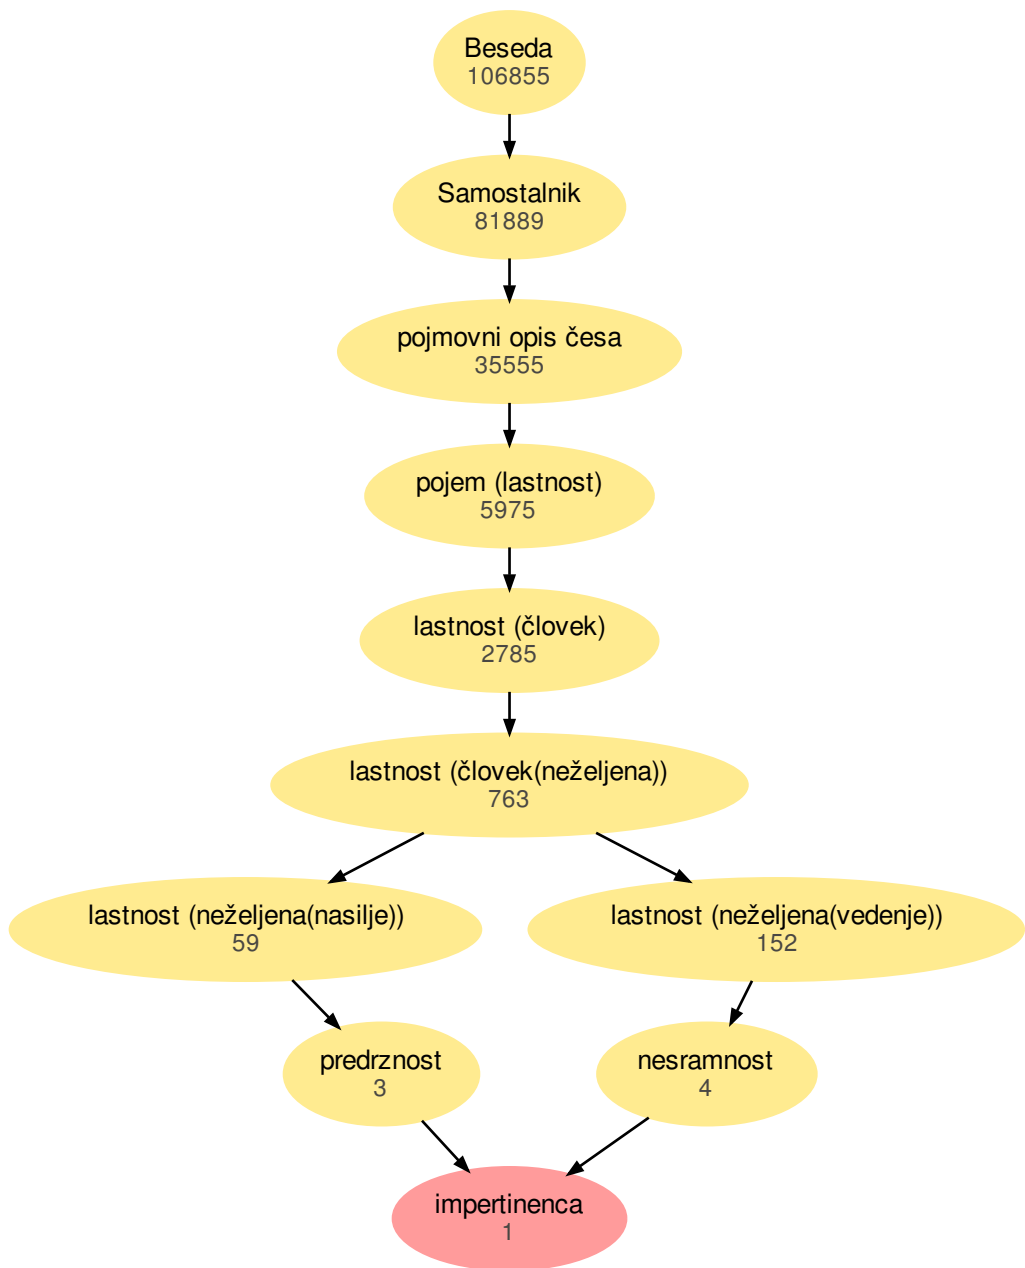 Beseda
106855
Samostalnik
81889
pojmovni opis česa
35555
pojem (lastnost)
5975
lastnost (človek)
2785
lastnost (človek(neželjena))
763
lastnost (neželjena(nasilje))
59
lastnost (neželjena(vedenje))
152
predrznost
3
nesramnost
4
impertinenca
1